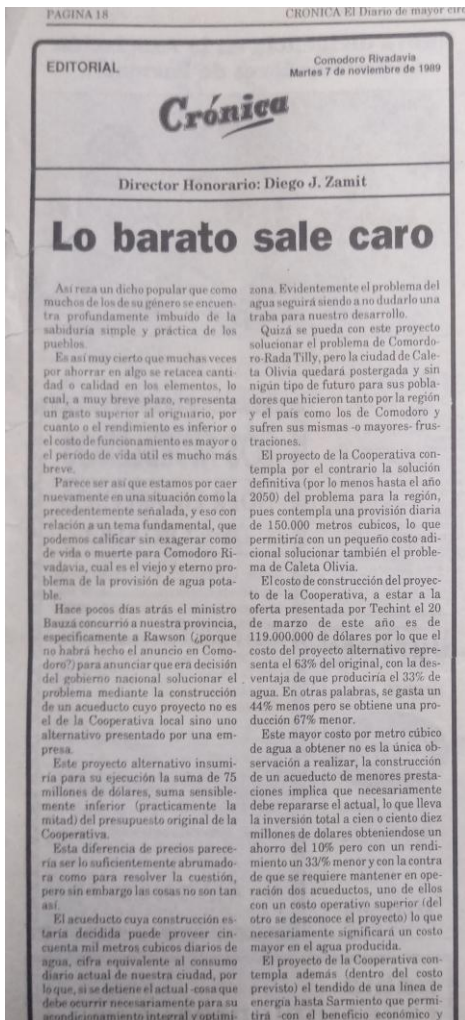 PAGINA 18
CRONICA El Diario de mayor circ
EDITORIAL
Comodoro Rivadavia
Martes 7 de noviembre de 1989
Crónica
Director Honorario: Diego J. Zamit
Lo barato sale caro
Así reza un dicho popular que como
muchos de los de su género se encuen-
tra profundamente imbuido de la
sabiduría simple y práctica de los
pueblos.
Es así muy cierto que muchas veces
por ahorrar en algo se retacea canti-
dad o calidad en los elementos, lo
cual, a muy breve plazo, representa
un gasto superior al originario, por
cuanto o el rendimiento es inferior o
el costo de funcionamiento es mayor o
el período de vida útil es mucho más
breve.
Parece ser así que estamos por caer
nuevamente en una situación como la
precedentemente señalada, y eso con
relación a un tema fundamental, que
podemos calificar sin exagerar como
de vida o muerte para Comodoro Ri-
vadavia, cual es el viejo y eterno pro-
blema de la provisión de agua pota-
ble.
Hace pocos días atrás el ministro
Bauzá concurrió a nuestra provincia,
específicamente a Rawson (¿porque
no habrá hecho el anuncio en Como-
doro?) para anunciar que era decisión
del gobierno nacional solucionar el
problema mediante la construcción
de un acueducto cuyo proyecto no es
el de la Cooperativa local sino uno
alternativo presentado por una em-
presa.
Este proyecto alternativo insumi-
ría para su ejecución la suma de 75
millones de dólares, suma sensible-
mente inferior (practicamente la
mitad) del presupuesto original de la
Cooperativa.
Esta diferencia de precios parece-
ría ser lo suficientemente abrumado-
ra como para resolver la cuestión,
pero sin embargo las cosas no son tan
así.
El acueducto cuya construcción es-
taría decidida puede proveer cin-
cuenta mil metros cubicos diarios de
agua, cifra equivalente al consumo
diario actual de nuestra ciudad, por
lo que, si se detiene el actual -cosa que
debe ocurrir necesariamente para su
acondicionamiento integral y optimi-
zona. Evidentemente el problema del
agua seguirá siendo a no dudarlo una
traba para nuestro desarrollo.
Quizá se pueda con este proyecto
solucionar el problema de Comordo-
ro-Rada Tilly, pero la ciudad de Cale-
ta Olivia quedará postergada y sin
nigún tipo de futuro para sus pobla-
dores que hicieron tanto por la región
y el país como los de Comodoro y
sufren sus mismas -o mayores- frus-
traciones.
El proyecto de la Cooperativa con-
templa por el contrario la solución
definitiva (por lo menos hasta el año
2050) del problema para la región,
pues contempla una provisión diaria
de 150.000 metros cubicos, lo que
permitiría con un pequeño costo adi-
cional solucionar también el proble-
ma de Caleta Olivia.
El costo de construcción del proyec-
to de la Cooperativa, a estar a la
oferta presentada por Techint el 20
de marzo de este año es de
119.000.000 de dólares por lo que el
costo del proyecto alternativo repre-
senta el 63% del original, con la des-
ventaja de que produciría el 33% de
agua. En otras palabras, se gasta un
44% menos pero se obtiene una pro-
ducción 67% menor.
Este mayor costo por metro cúbico
de agua a obtener no es la única ob-
servación a realizar, la construcción
de un acueducto de menores presta-
ciones implica que necesariamente
debe repararse el actual, lo que lleva
la inversión total a cien o ciento diez
millones de dolares obteniendose un
ahorro del 10% pero con un rendi-
miento un 33/% menor y con la contra
de que se requiere mantener en ope-
ración dos acueductos, uno de ellos
con un costo operativo superior (del
otro se desconoce el proyecto) lo que
necesariamente significará un costo
mayor en el agua producida.
El proyecto de la Cooperativa con-
templa además (dentro del costo
previsto) el tendido de una línea de
energía hasta Sarmiento que permi-
tirá -con el beneficio económico y